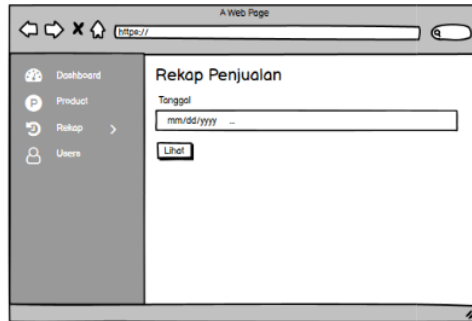 A Web Page
https://
Dashboard
P Product
Rekap >
Users
Rekap Penjualan
Tanggal
mm/dd/yyyy ...
Lihat